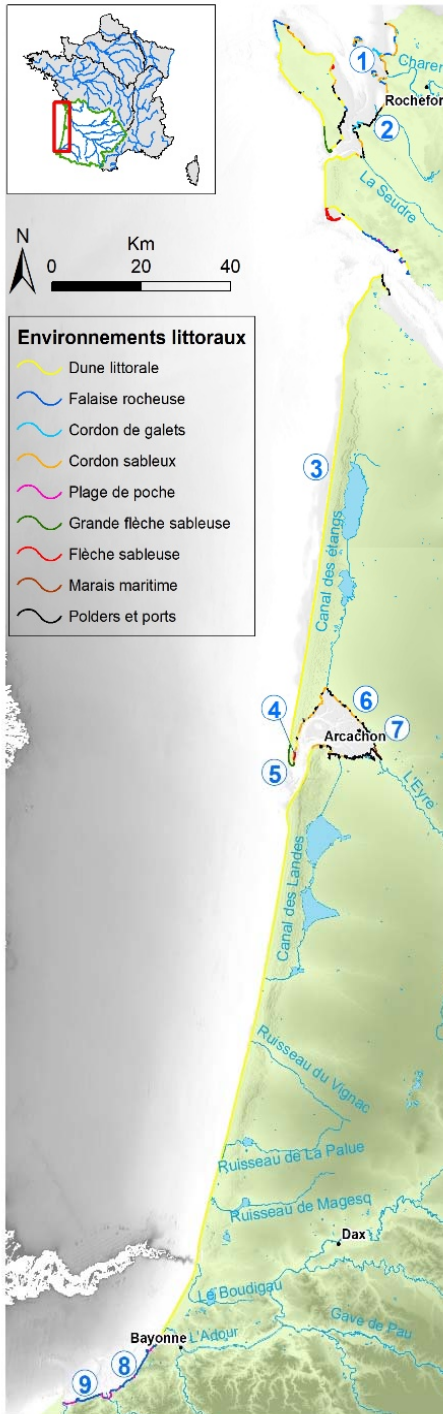 1
Charen
Rochefor
2
La Seudre
N
Km
0 20 40
Environnements littoraux
Dune littorale
Falaise rocheuse
Cordon de galets
Cordon sableux
Plage de poche
Grande flèche sableuse
Flèche sableuse
Marais maritime
Polders et ports
3
Canal des étangs
4
6
Arcachon
7
5
L'Eyre
Canal des Landes
Ruisseau du Vignac
Ruisseau de La Palue
Ruisseau de Magesq
Dax
Le Boudigau
Bayonne
L'Adour
Gave de Pau
8
9